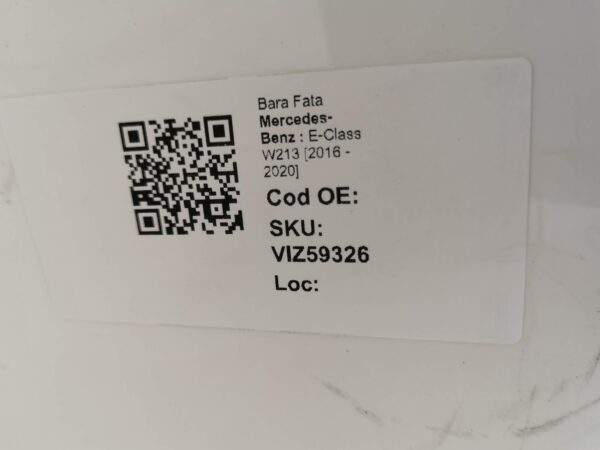 Bara Fata
Mercedes-
Benz : E-Class
W213 [2016 -
2020]
Cod OE:
SKU:
VIZ59326
Loc: